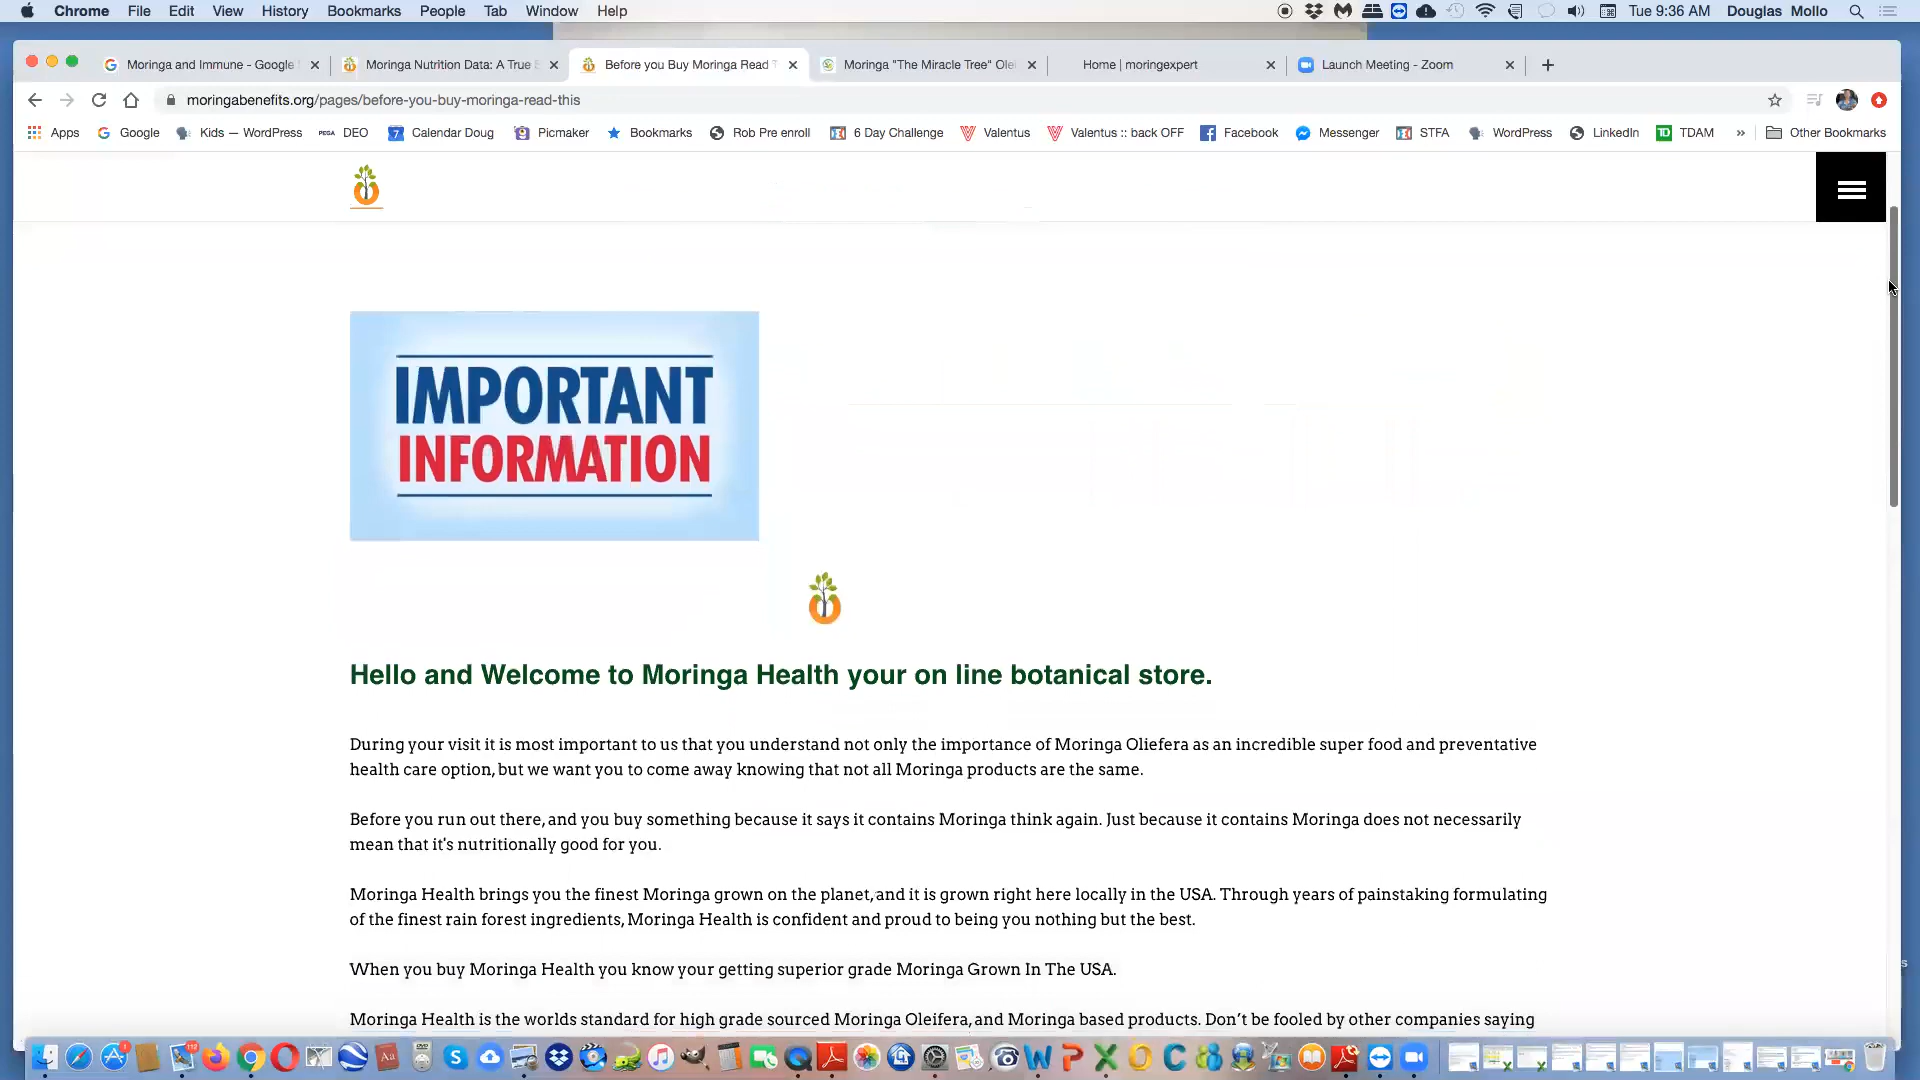 Chrome File Edit View History Bookmarks People Tab Window Help Tue 9:36 AM Douglas Mollo
Moringa and Immune - Google Moringa Nutrition Data: A True Before you Buy Moringa Read Moringa "The Miracle Tree" Olei Home | moringexpert Launch Meeting - Zoom
moringabenefits.org/pages/before-you-buy-moringa-read-this
Apps Google Kids — WordPress PEGA DEO 7 Calendar Doug Picmaker Bookmarks Rob Pre enroll 6 Day Challenge Valentus Valentus :: back OFF Facebook Messenger STFA WordPress LinkedIn TD TDAM » Other Bookmarks
IMPORTANT
INFORMATION
Hello and Welcome to Moringa Health your on line botanical store.
During your visit it is most important to us that you understand not only the importance of Moringa Oliefera as an incredible super food and preventative
health care option, but we want you to come away knowing that not all Moringa products are the same.
Before you run out there, and you buy something because it says it contains Moringa think again. Just because it contains Moringa does not necessarily
mean that it's nutritionally good for you.
Moringa Health brings you the finest Moringa grown on the planet, and it is grown right here locally in the USA. Through years of painstaking formulating
of the finest rain forest ingredients, Moringa Health is confident and proud to being you nothing but the best.
When you buy Moringa Health you know your getting superior grade Moringa Grown In The USA.
Moringa Health is the worlds standard for high grade sourced Moringa Oleifera, and Moringa based products. Don't be fooled by other companies saying